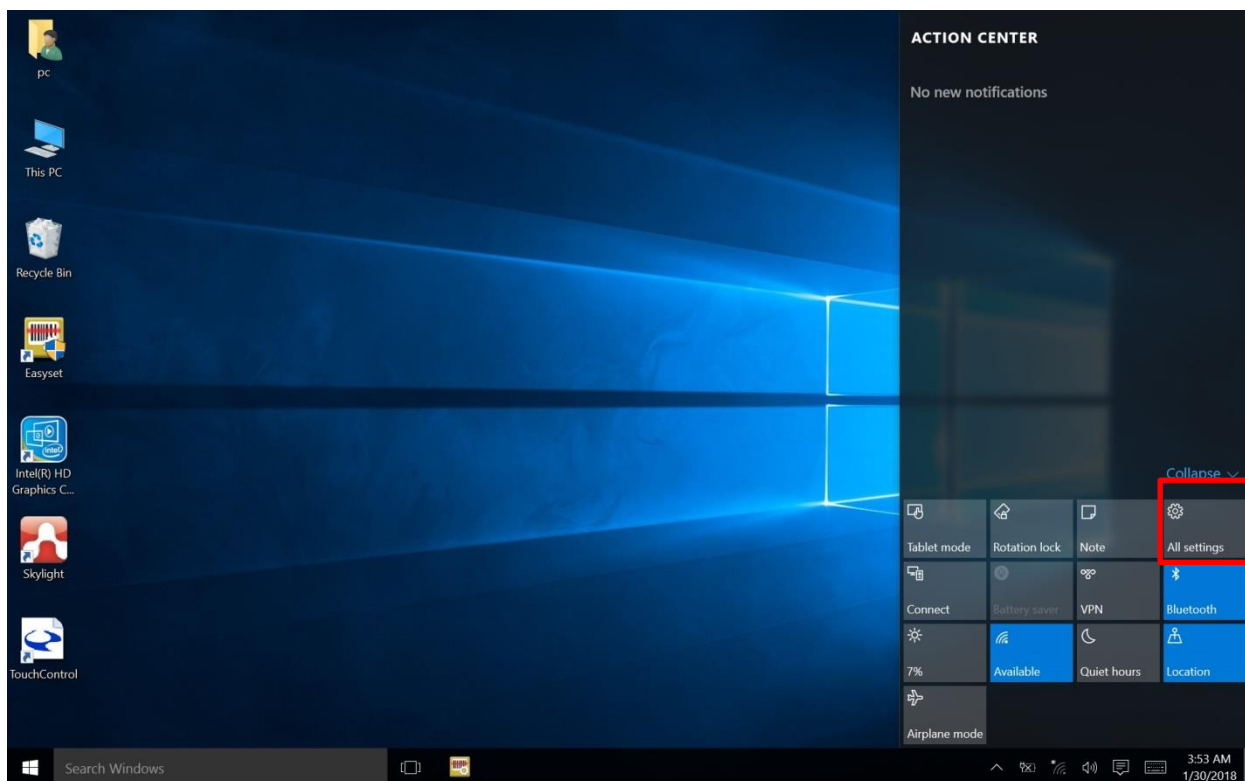 pc
This PC
Recycle Bin
Easyset
Intel(R) HD
Graphics C...
Skylight
TouchControl
ACTION CENTER
No new notifications
Collapse
Tablet mode
Rotation lock
Note
All settings
Connect
Battery saver
VPN
Bluetooth
7%
Available
Quiet hours
Location
Airplane mode
Search Windows
3:53 AM
1/30/2018